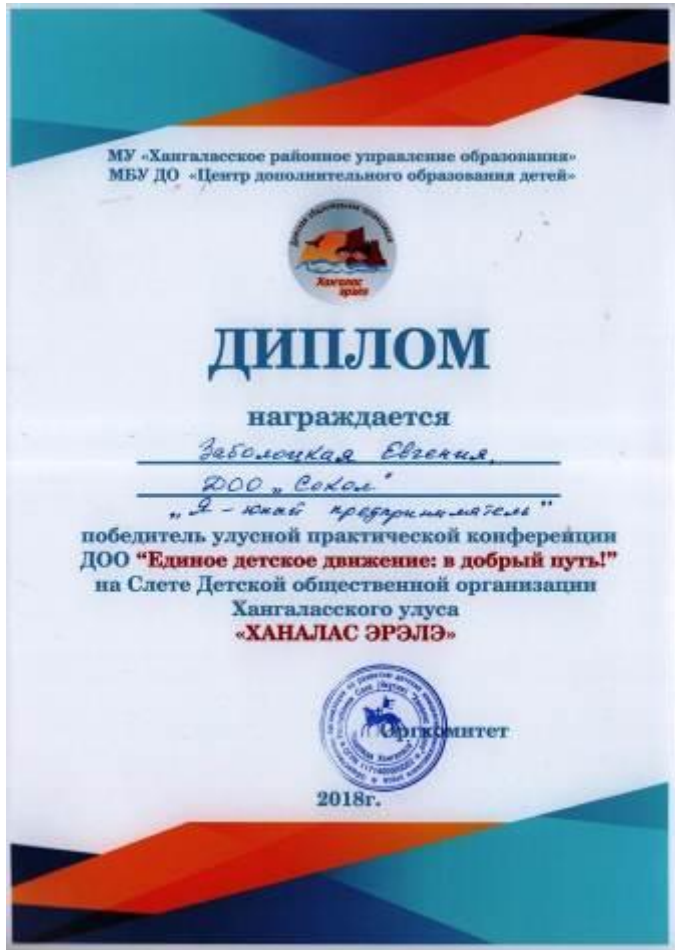 МУ «Хангаласское районное управление образования»
МБУ ДО «Центр дополнительного образования детей»
Хангалас
эрэлэ
ДИПЛОМ
награждается
Заболоцкая Евгения,
ДОО „Сокол"
„Я – юный предприниматель"
победитель улусной практической конференции
ДОО “Единое детское движение: в добрый путь!”
на Слете Детской общественной организации
Хангаласского улуса
«ХАНАЛАС ЭРЭЛЭ»
Оргкомитет
2018г.